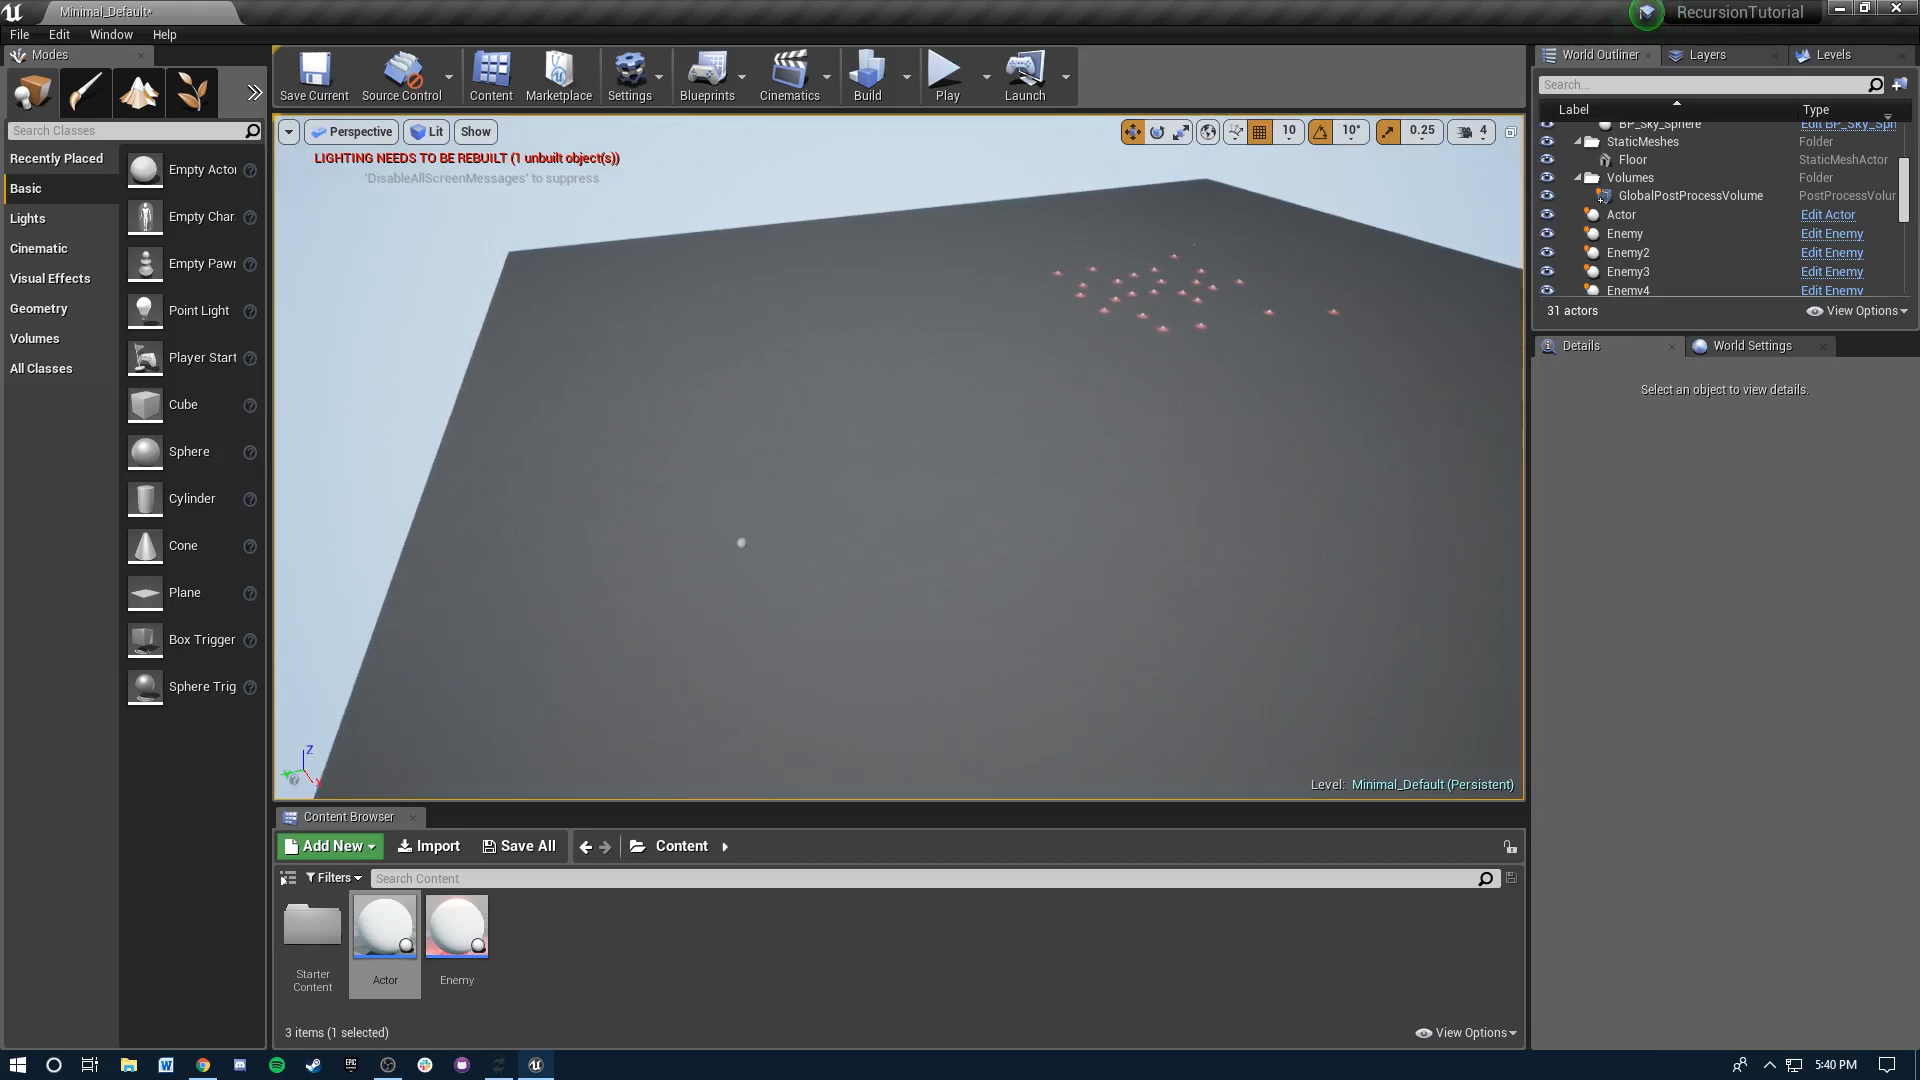 Minimal_Default*
RecursionTutorial
File Edit Window Help
Modes
Search Classes
Recently Placed
Basic
Lights
Cinematic
Visual Effects
Geometry
Volumes
All Classes
Empty Actor
Empty Char
Empty Pawn
Point Light
Player Start
Cube
Sphere
Cylinder
Cone
Plane
Box Trigger
Sphere Trig
Save Current
Source Control
Content
Marketplace
Settings
Blueprints
Cinematics
Build
Play
Launch
Perspective Lit Show
10 10° 0.25 4
LIGHTING NEEDS TO BE REBUILT (1 unbuilt object(s))
'DisableAllScreenMessages' to suppress
Z
X
Level: Minimal_Default (Persistent)
World Outliner Layers Levels
Search...
Label Type
BP_Sky_Sphere Edit BP_Sky_Sph
StaticMeshes Folder
Floor StaticMeshActor
Volumes Folder
GlobalPostProcessVolume PostProcessVolur
Actor Edit Actor
Enemy Edit Enemy
Enemy2 Edit Enemy
Enemy3 Edit Enemy
Enemy4 Edit Enemy
31 actors View Options
Details World Settings
Select an object to view details.
Content Browser
Add New Import Save All Content
Filters Search Content
Starter
Content
Actor
Enemy
3 items (1 selected) View Options
5:40 PM